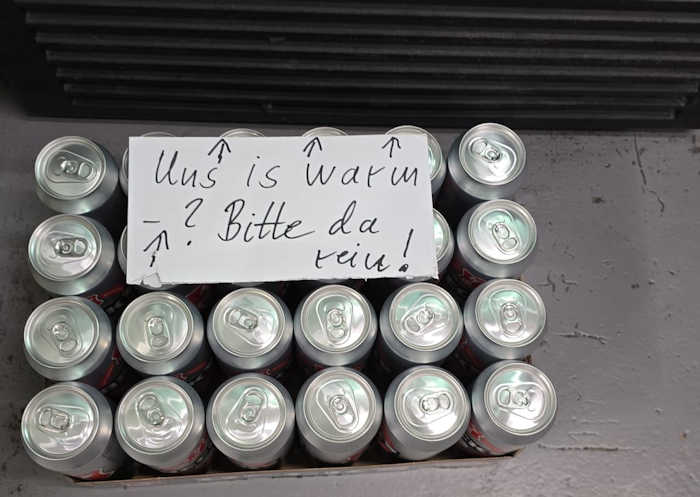 Uns is warm
- ? Bitte da
rein!